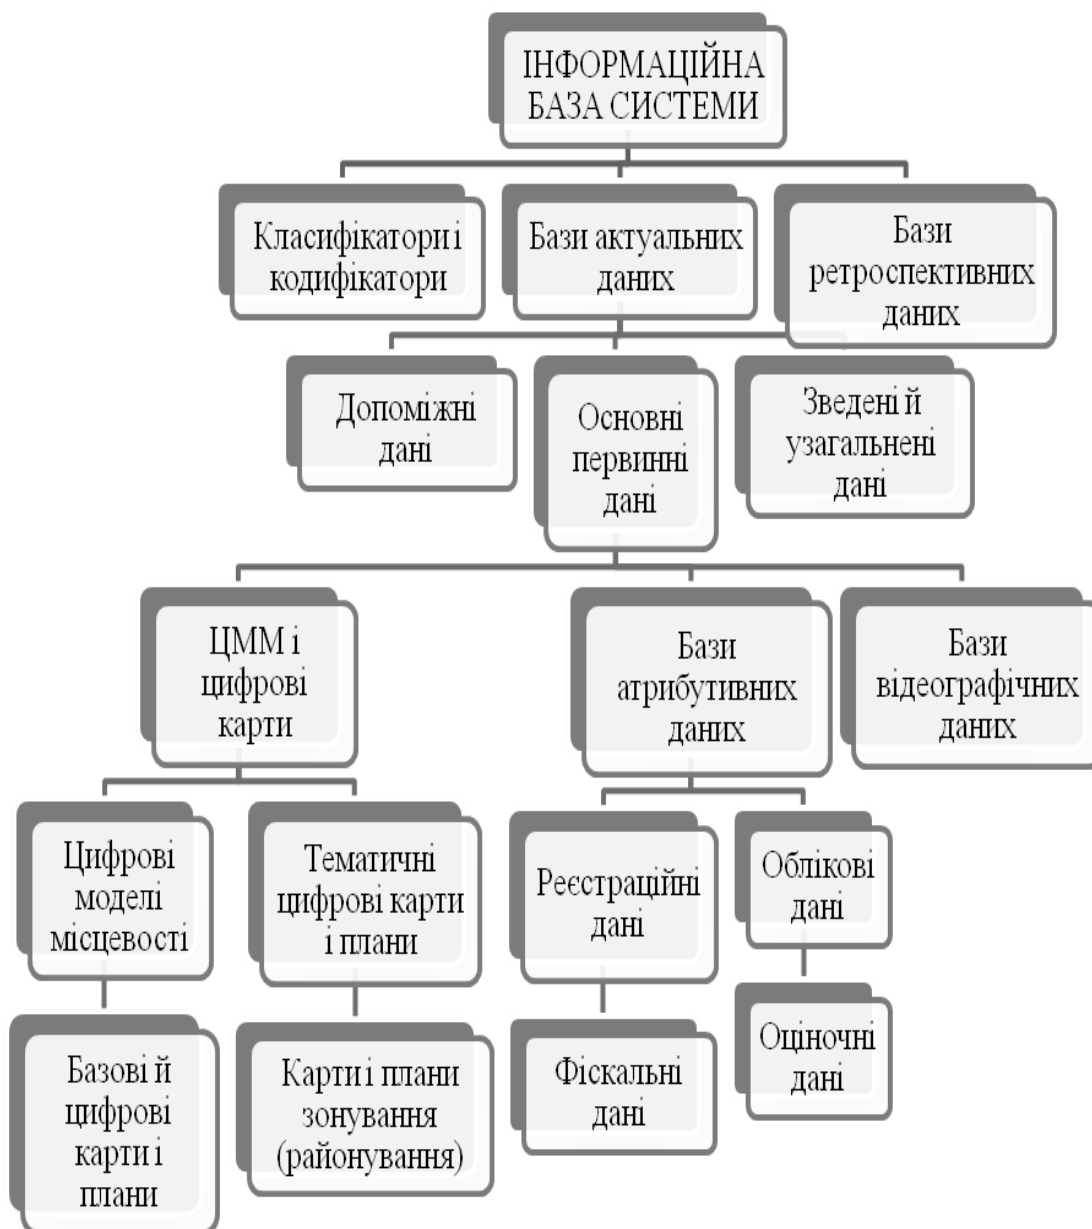 ІНФОРМАЦІЙНА
БАЗА СИСТЕМИ
Класифікатори і
кодифікатори
Бази актуальних
даних
Бази
ретроспективних
даних
Допоміжні
дані
Основні
первинні
дані
Зведені й
узагальнені
дані
ЦММ і
цифрові
карти
Бази
атрибутивних
даних
Бази
відеографічних
даних
Цифрові
моделі
місцевості
Тематичні
цифрові карти
і плани
Реєстраційні
дані
Облікові
дані
Базові й
цифрові
карти і
плани
Карти і плани
зонування
(районування)
Фіскальні
дані
Оціночні
дані